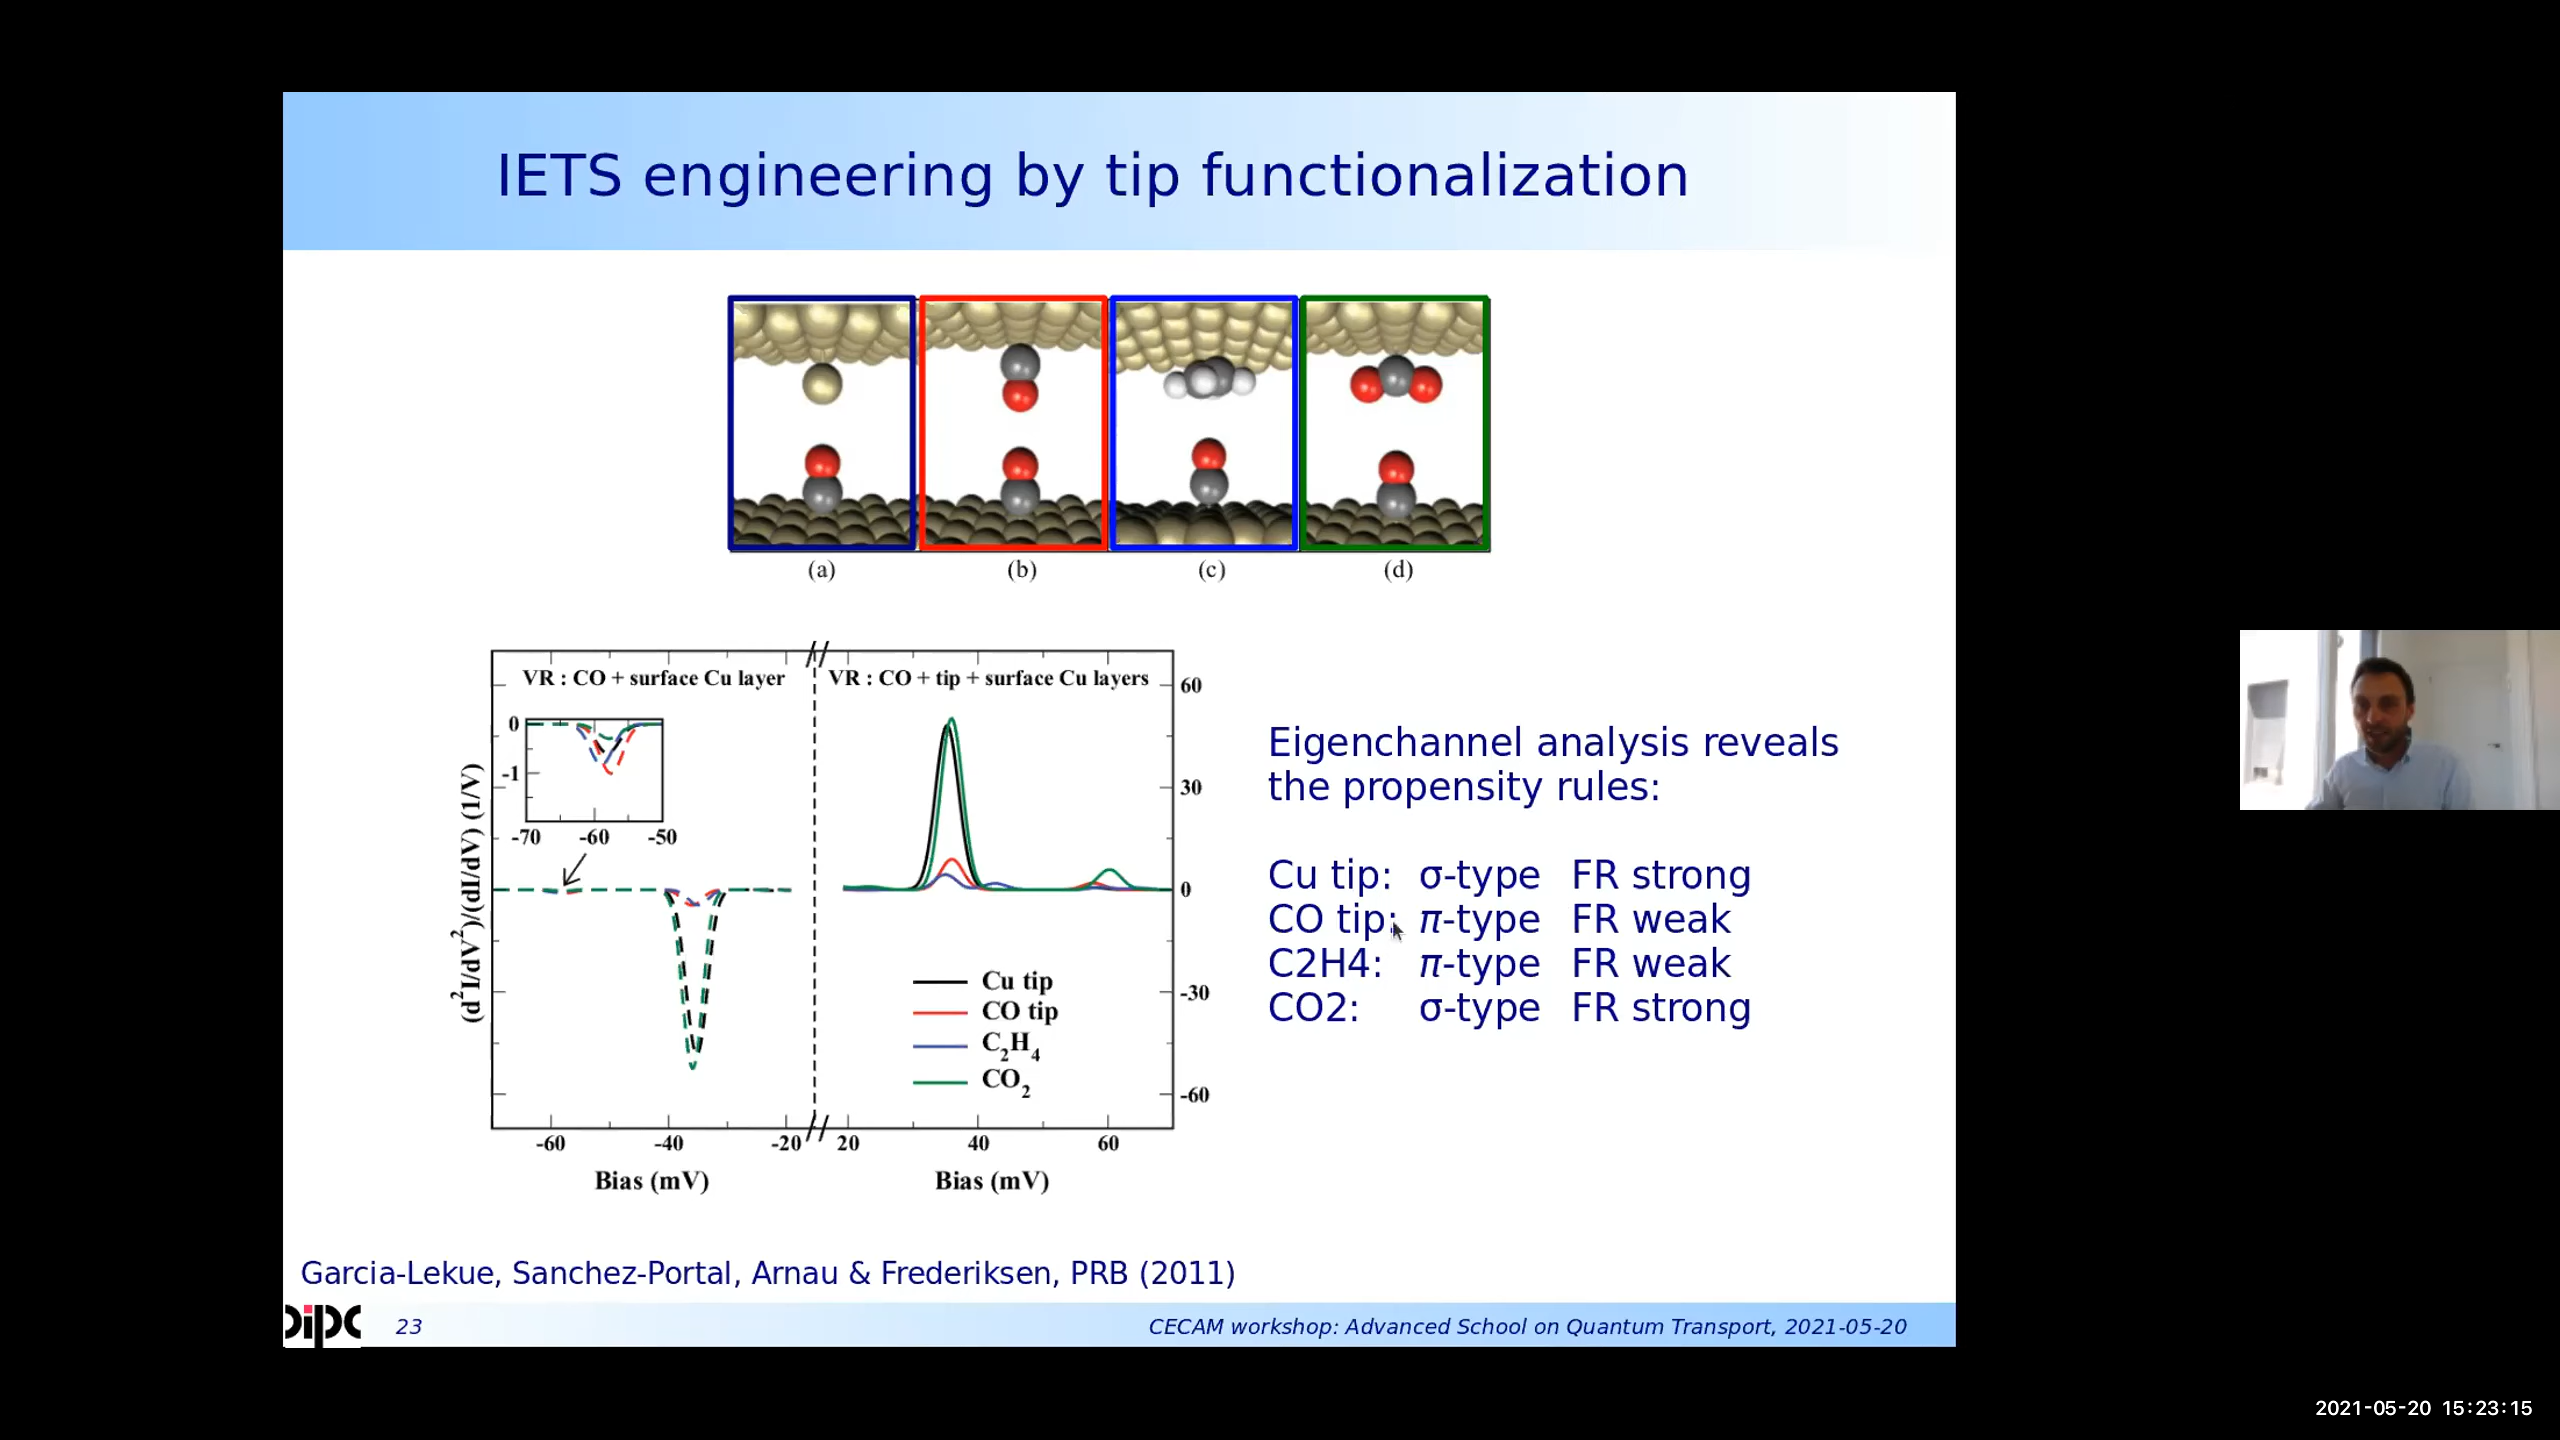 IETS engineering by tip functionalization
(a) (b) (c) (d)
VR : CO + surface Cu layer
VR : CO + tip + surface Cu layers
0
-1
-70 -60 -50
60
30
0
-30
-60
(d²I/dV²)/(dI/dV) (1/V)
Cu tip
CO tip
C₂H₄
CO₂
-60 -40 -20 20 40 60
Bias (mV) Bias (mV)
Eigenchannel analysis reveals
the propensity rules:
Cu tip: σ-type FR strong
CO tip: π-type FR weak
C2H4: π-type FR weak
CO2: σ-type FR strong
Garcia-Lekue, Sanchez-Portal, Arnau & Frederiksen, PRB (2011)
dipc 23 CECAM workshop: Advanced School on Quantum Transport, 2021-05-20
2021-05-20 15:23:15